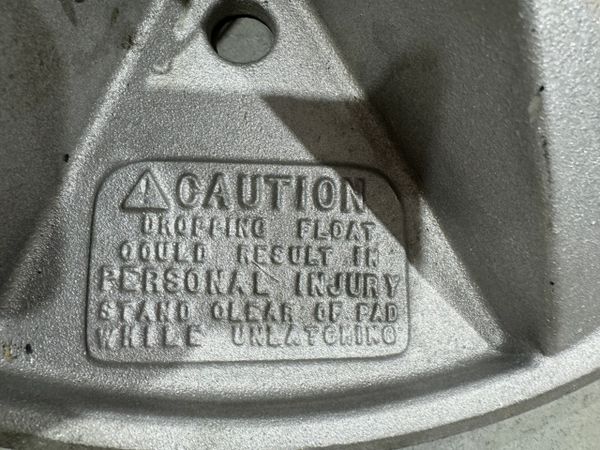 CAUTION
DROPPING FLOAT
COULD RESULT IN
PERSONAL INJURY
STAND CLEAR OF PAD
WHILE UNLATCHING